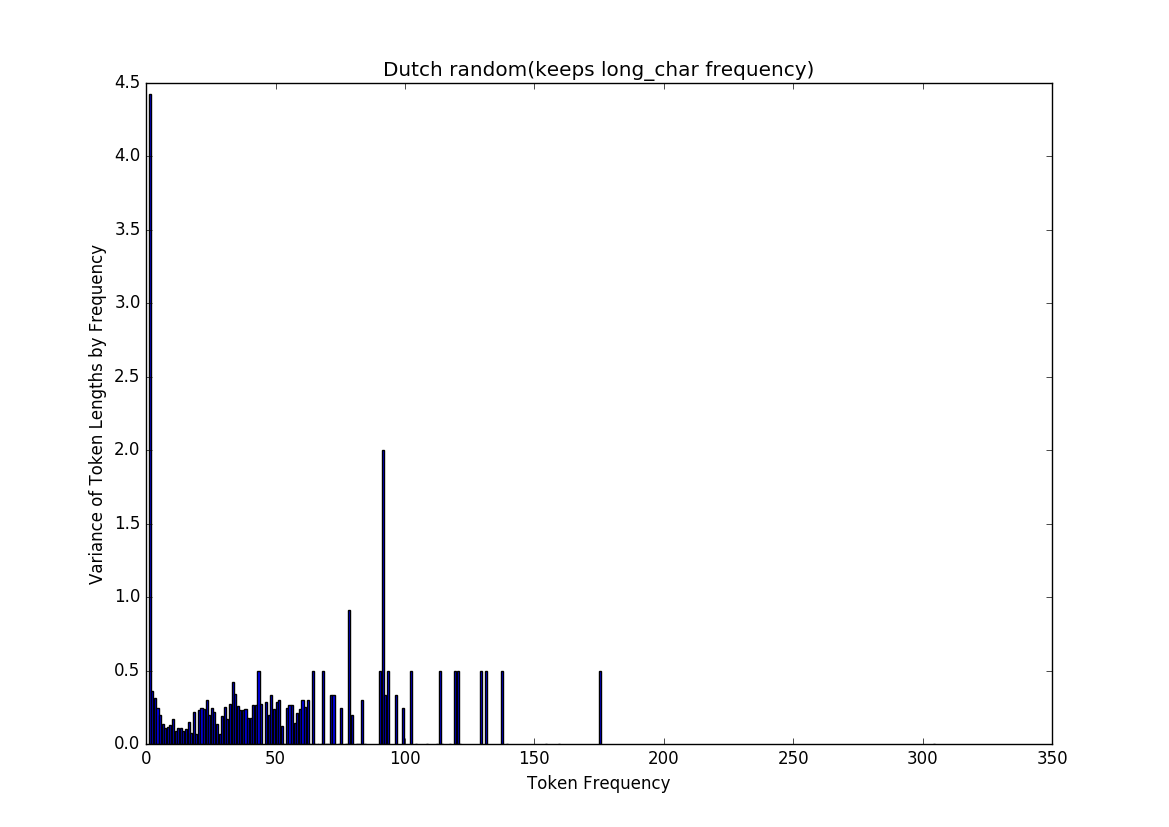 Dutch random(keeps long_char frequency)
Variance of Token Lengths by Frequency
4.5
4.0
3.5
3.0
2.5
2.0
1.5
1.0
0.5
0.0
0 50 100 150 200 250 300 350
Token Frequency